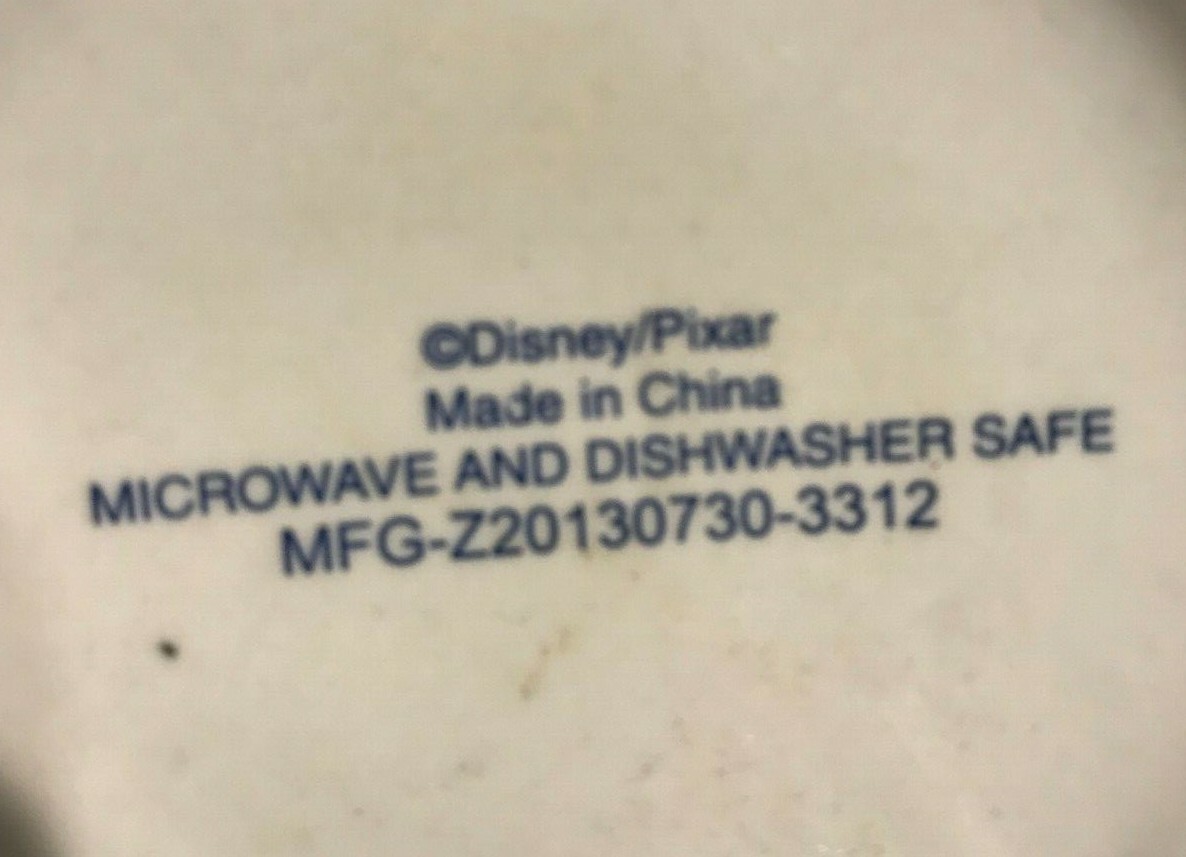 ©Disney/Pixar
Made in China
MICROWAVE AND DISHWASHER SAFE
MFG-Z20130730-3312